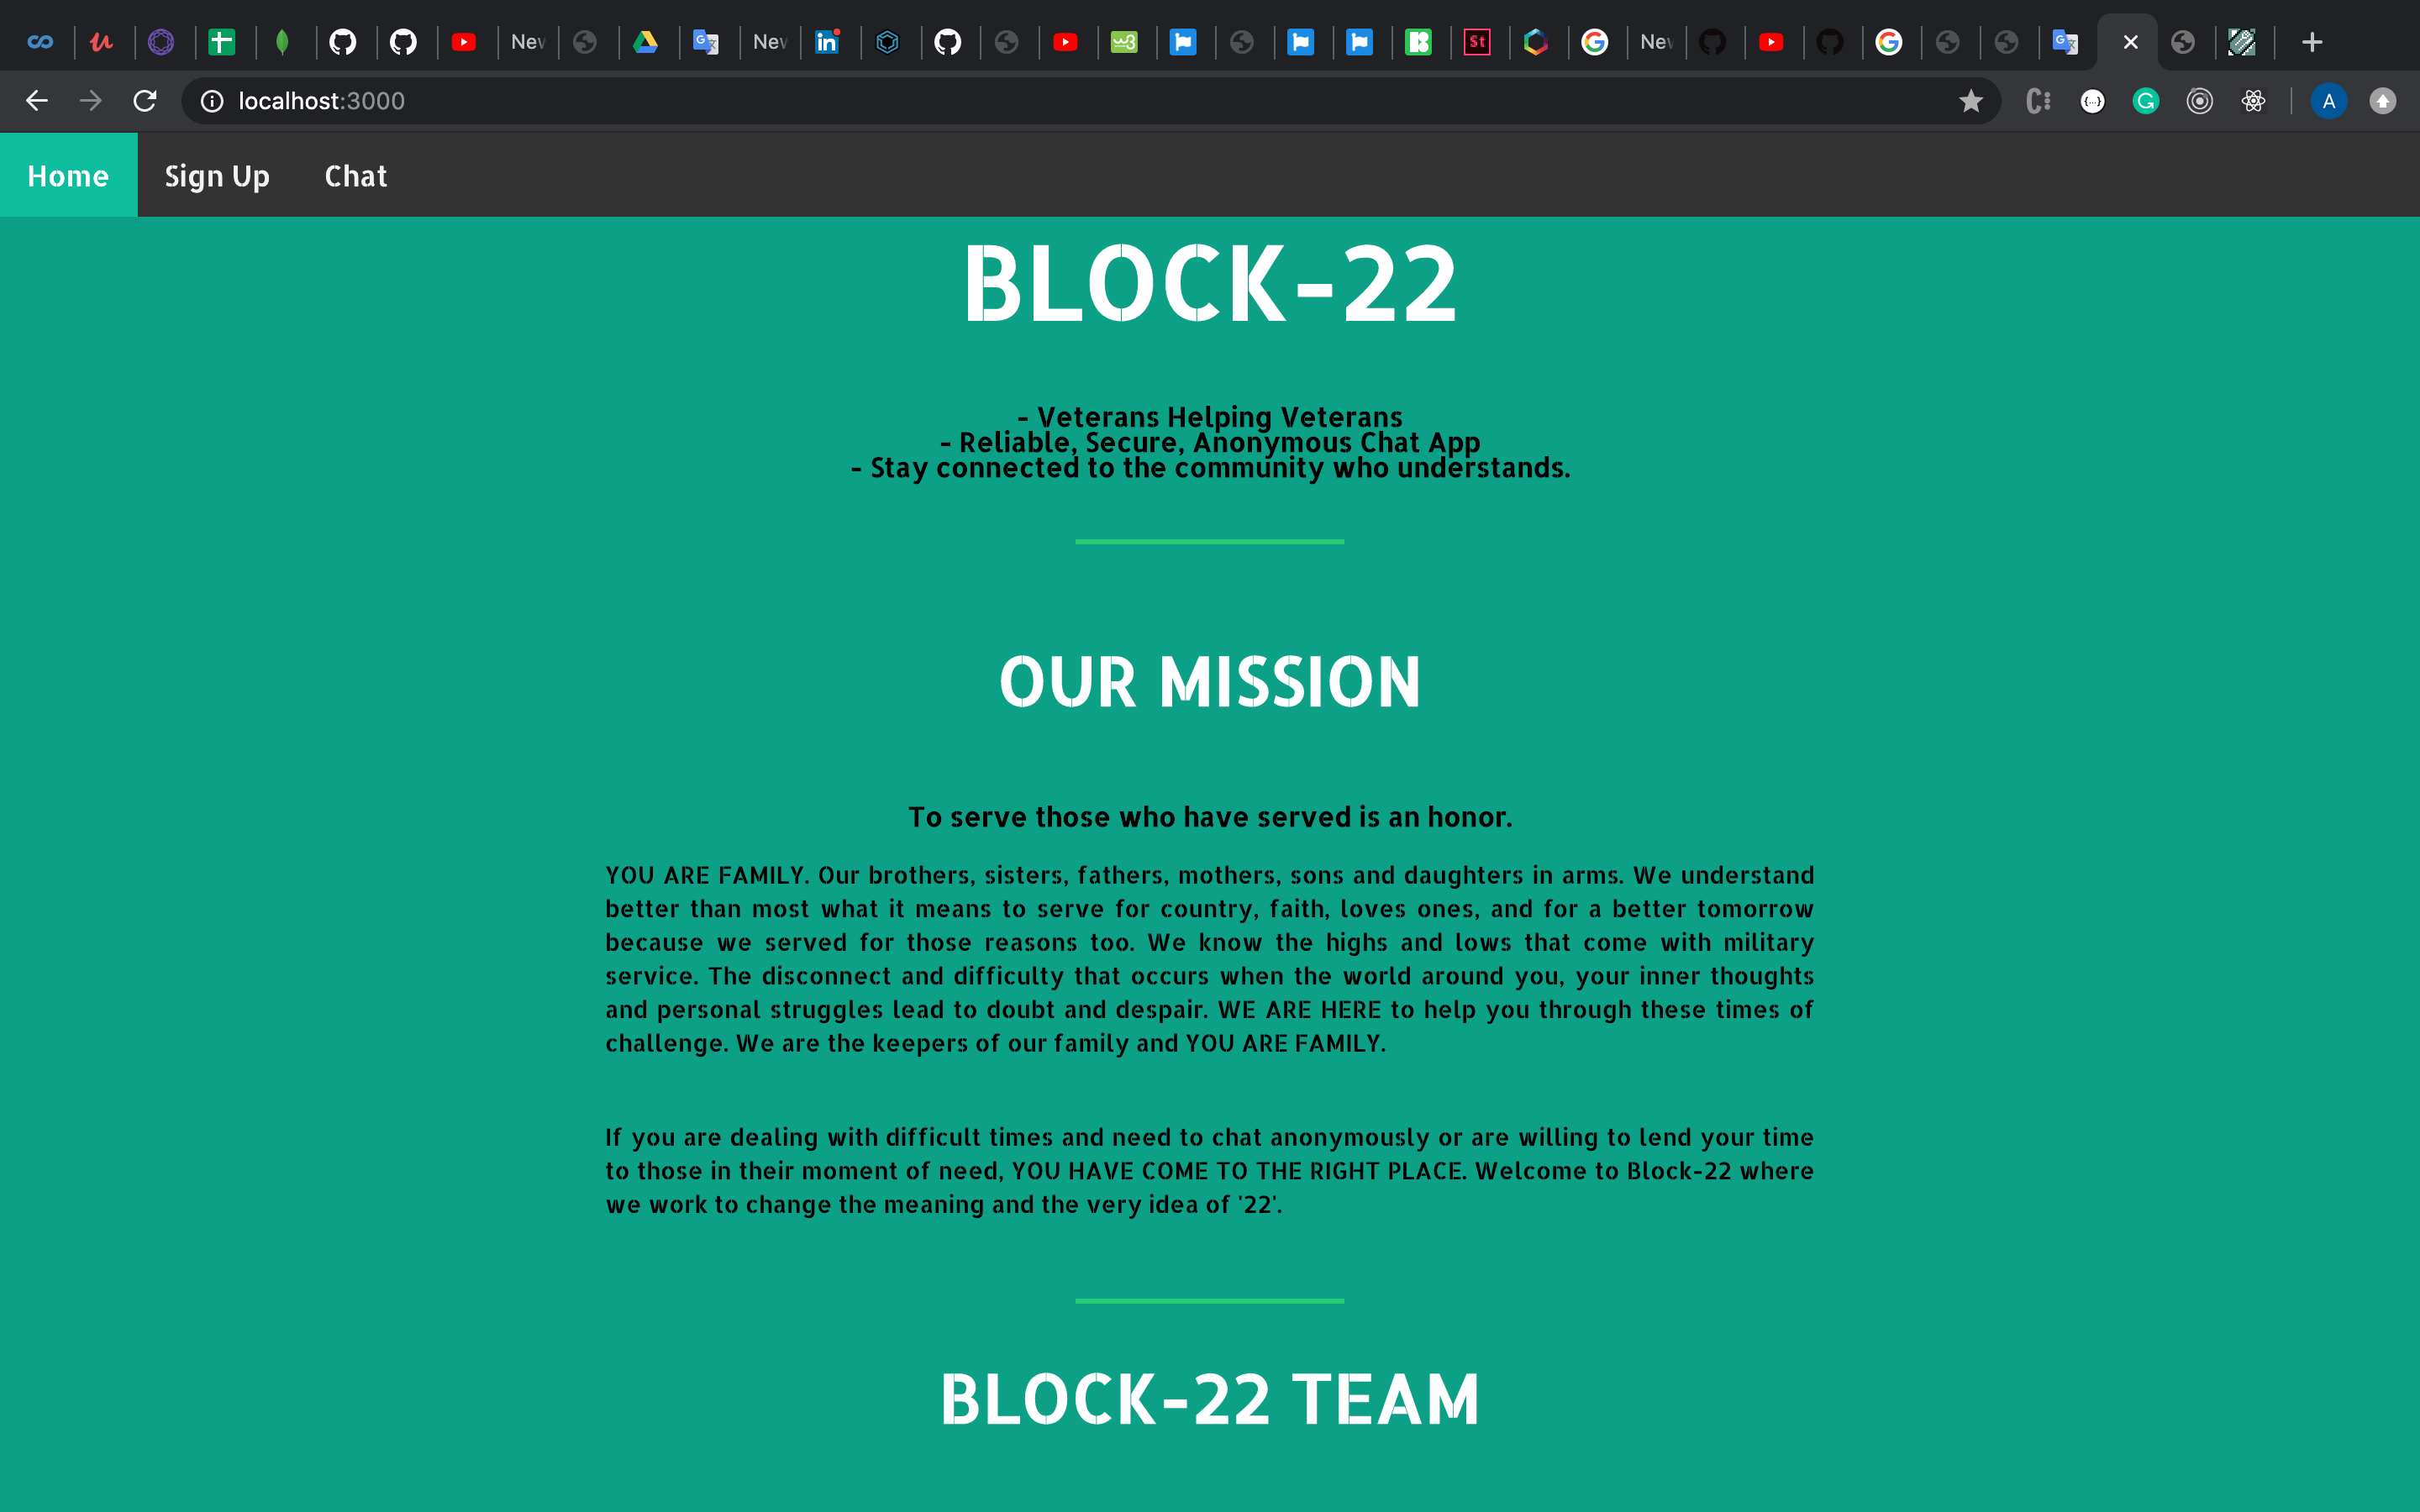 New
New
New
localhost:3000
A
Home Sign Up Chat
BLOCK-22
- Veterans Helping Veterans
- Reliable, Secure, Anonymous Chat App
- Stay connected to the community who understands.
OUR MISSION
To serve those who have served is an honor.
YOU ARE FAMILY. Our brothers, sisters, fathers, mothers, sons and daughters in arms. We understand
better than most what it means to serve for country, faith, loves ones, and for a better tomorrow
because we served for those reasons too. We know the highs and lows that come with military
service. The disconnect and difficulty that occurs when the world around you, your inner thoughts
and personal struggles lead to doubt and despair. WE ARE HERE to help you through these times of
challenge. We are the keepers of our family and YOU ARE FAMILY.
If you are dealing with difficult times and need to chat anonymously or are willing to lend your time
to those in their moment of need, YOU HAVE COME TO THE RIGHT PLACE. Welcome to Block-22 where
we work to change the meaning and the very idea of '22'.
BLOCK-22 TEAM